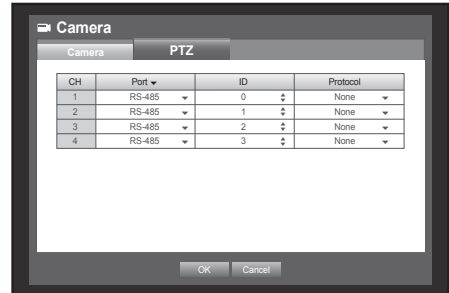 Camera
Camera PTZ
CH Port ID Protocol
1 RS-485 0 None
2 RS-485 1 None
3 RS-485 2 None
4 RS-485 3 None
OK Cancel